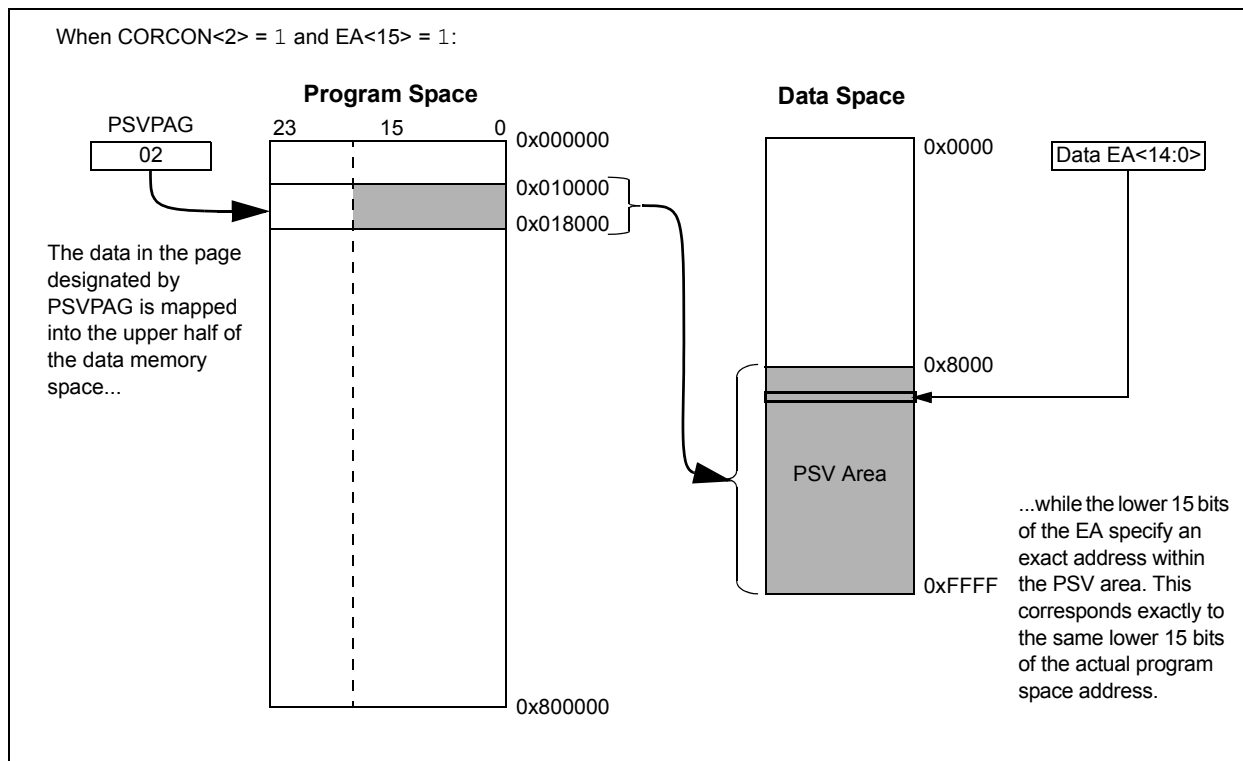 When CORCON<2> = 1 and EA<15> = 1:
Program Space
Data Space
PSVPAG
02
23 15 0
0x000000
0x010000
0x018000
0x800000
The data in the page
designated by
PSVPAG is mapped
into the upper half of
the data memory
space...
0x0000
0x8000
0xFFFF
PSV Area
Data EA<14:0>
...while the lower 15 bits
of the EA specify an
exact address within
the PSV area. This
corresponds exactly to
the same lower 15 bits
of the actual program
space address.